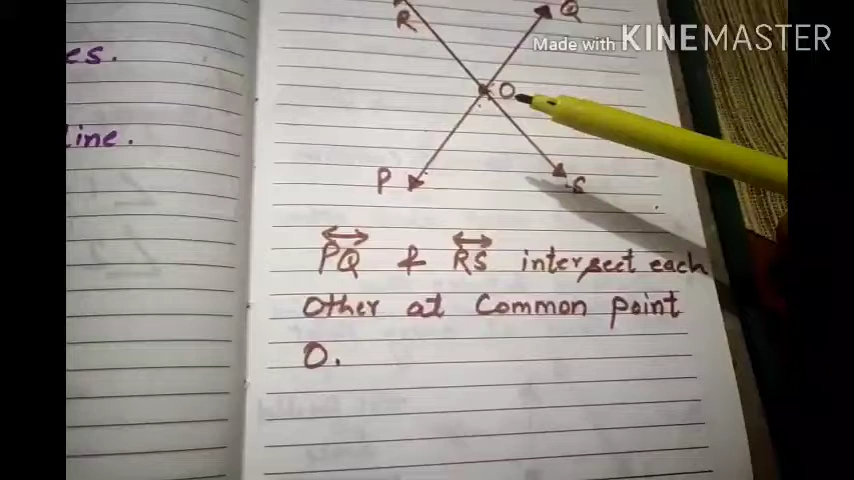 R
Q
Made with KINEMASTER
es.
O
line.
P
S
PQ & RS intersect each
Other at Common point
O.